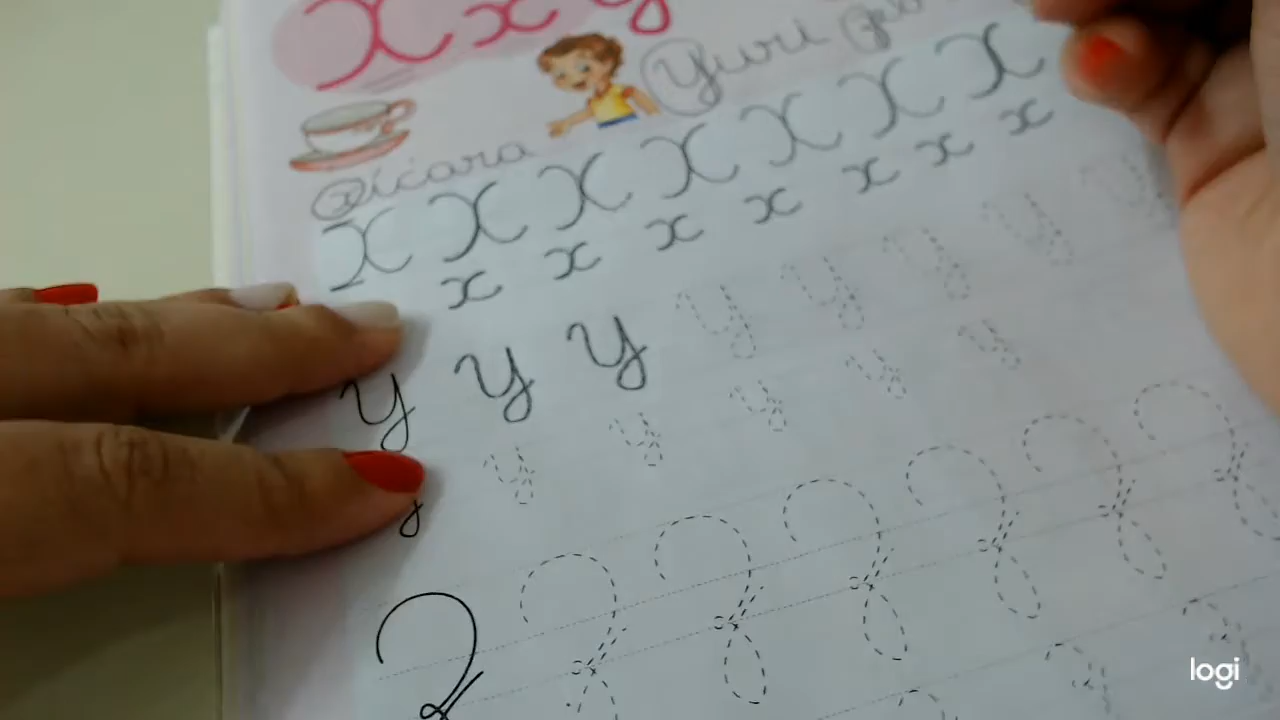 X x y
Yuri
xícara
X X X X X X X
x x x x x x x
y y y y y y y y
y y y y y y
Z Z Z Z Z Z Z
logi